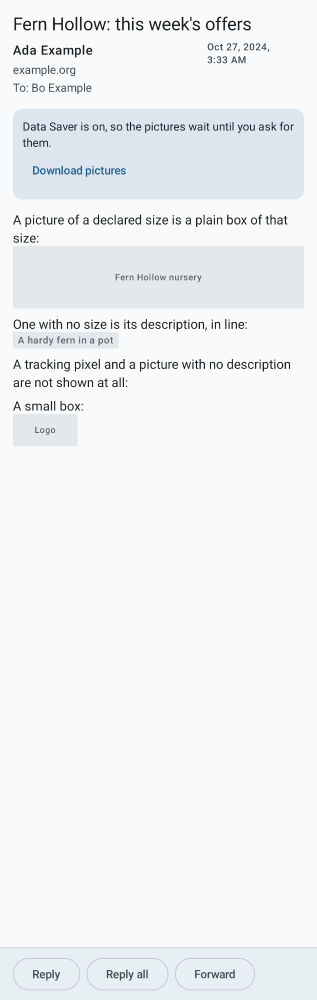 Fern Hollow: this week's offers
Ada Example
Oct 27, 2024,
3:33 AM
example.org
To: Bo Example
Data Saver is on, so the pictures wait until you ask for
them.
Download pictures
A picture of a declared size is a plain box of that
size:
Fern Hollow nursery
One with no size is its description, in line:
A hardy fern in a pot
A tracking pixel and a picture with no description
are not shown at all:
A small box:
Logo
Reply
Reply all
Forward